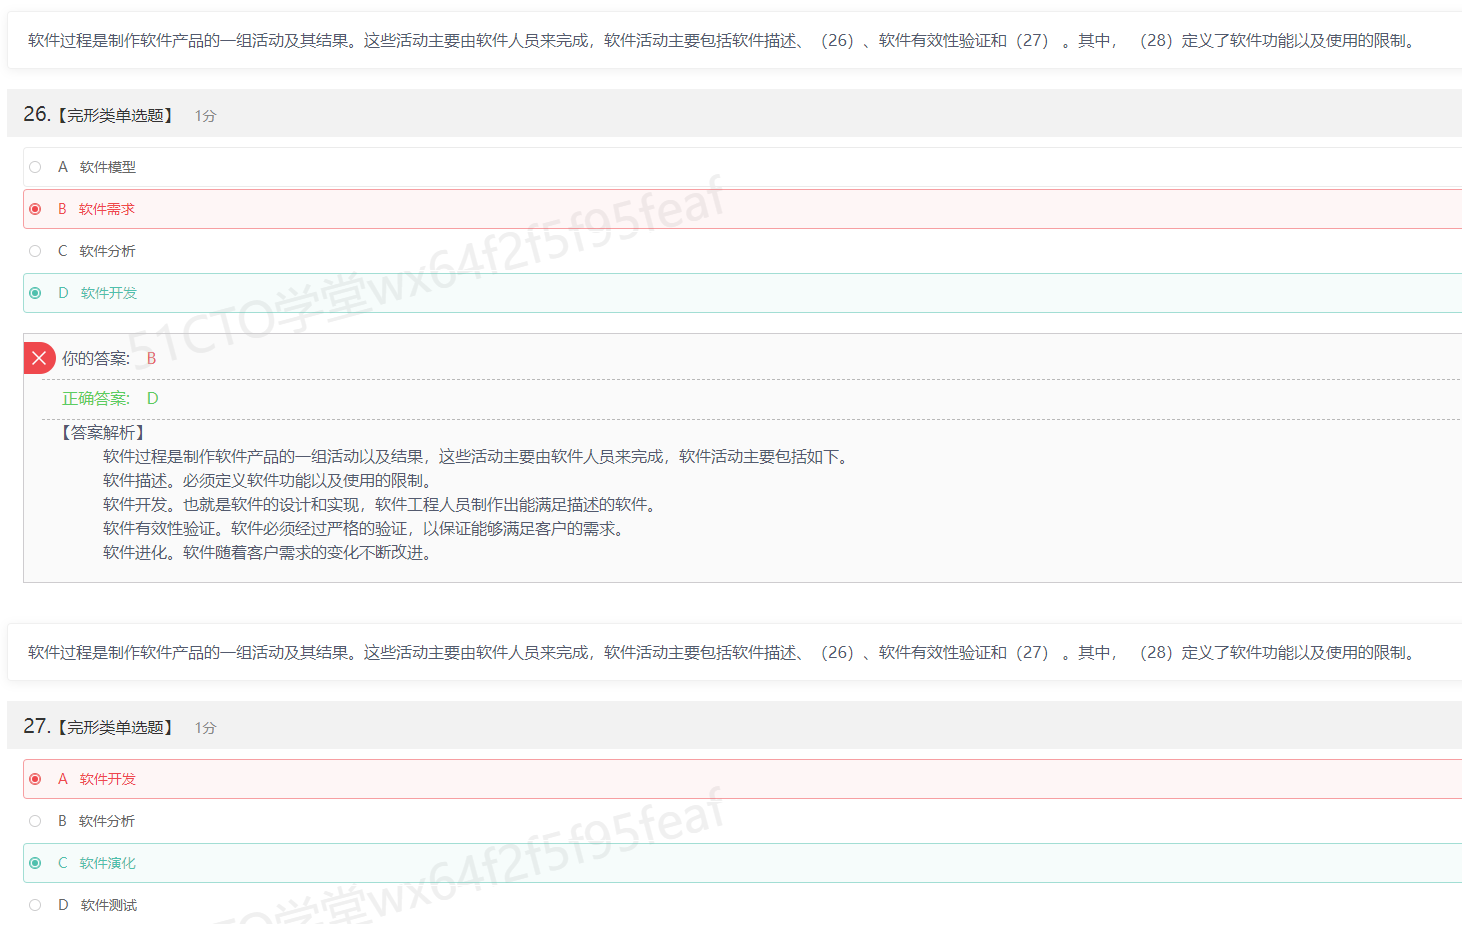 软件过程是制作软件产品的一组活动及其结果。这些活动主要由软件人员来完成，软件活动主要包括软件描述、（26）、软件有效性验证和（27） 。其中， （28）定义了软件功能以及使用的限制。
26.【完形类单选题】 1分
A 软件模型
B 软件需求
C 软件分析
D 软件开发
51CTO学堂wx64f2f5f95feaf
你的答案： B
正确答案： D
【答案解析】
软件过程是制作软件产品的一组活动以及结果，这些活动主要由软件人员来完成，软件活动主要包括如下。
软件描述。必须定义软件功能以及使用的限制。
软件开发。也就是软件的设计和实现，软件工程人员制作出能满足描述的软件。
软件有效性验证。软件必须经过严格的验证，以保证能够满足客户的需求。
软件进化。软件随着客户需求的变化不断改进。
软件过程是制作软件产品的一组活动及其结果。这些活动主要由软件人员来完成，软件活动主要包括软件描述、（26）、软件有效性验证和（27） 。其中， （28）定义了软件功能以及使用的限制。
27.【完形类单选题】 1分
A 软件开发
B 软件分析
C 软件演化
D 软件测试
CTO学堂wx64f2f5f95feaf